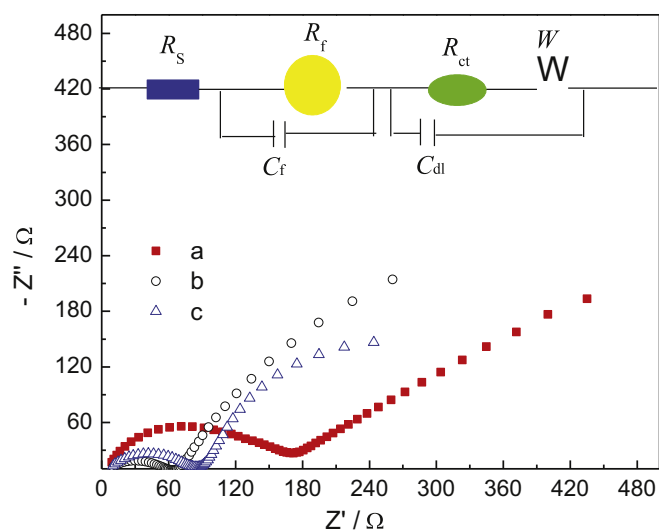 480
420
360
300
240
180
120
60
- Z'' / Ω
R_S
R_f
R_ct
W
W
C_f
C_dl
a
b
c
0 60 120 180 240 300 360 420 480
Z' / Ω